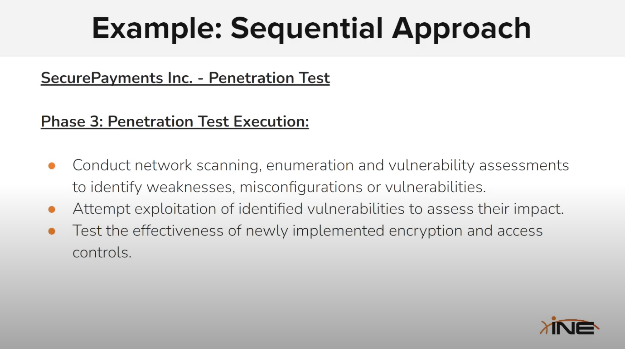 Example: Sequential Approach
SecurePayments Inc. - Penetration Test
Phase 3: Penetration Test Execution:
● Conduct network scanning, enumeration and vulnerability assessments
to identify weaknesses, misconfigurations or vulnerabilities.
● Attempt exploitation of identified vulnerabilities to assess their impact.
● Test the effectiveness of newly implemented encryption and access
controls.
INE